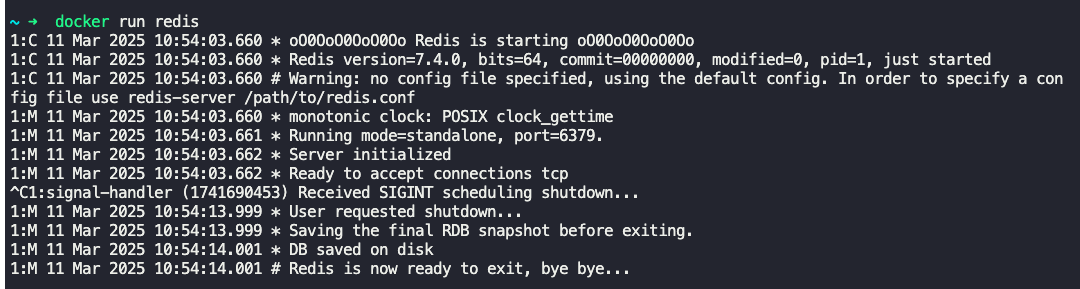 ~ ➜ docker run redis
1:C 11 Mar 2025 10:54:03.660 * oO0OoO0OoO0Oo Redis is starting oO0OoO0OoO0Oo
1:C 11 Mar 2025 10:54:03.660 * Redis version=7.4.0, bits=64, commit=00000000, modified=0, pid=1, just started
1:C 11 Mar 2025 10:54:03.660 # Warning: no config file specified, using the default config. In order to specify a con
fig file use redis-server /path/to/redis.conf
1:M 11 Mar 2025 10:54:03.660 * monotonic clock: POSIX clock_gettime
1:M 11 Mar 2025 10:54:03.661 * Running mode=standalone, port=6379.
1:M 11 Mar 2025 10:54:03.662 * Server initialized
1:M 11 Mar 2025 10:54:03.662 * Ready to accept connections tcp
^C1:signal-handler (1741690453) Received SIGINT scheduling shutdown...
1:M 11 Mar 2025 10:54:13.999 * User requested shutdown...
1:M 11 Mar 2025 10:54:13.999 * Saving the final RDB snapshot before exiting.
1:M 11 Mar 2025 10:54:14.001 * DB saved on disk
1:M 11 Mar 2025 10:54:14.001 # Redis is now ready to exit, bye bye...